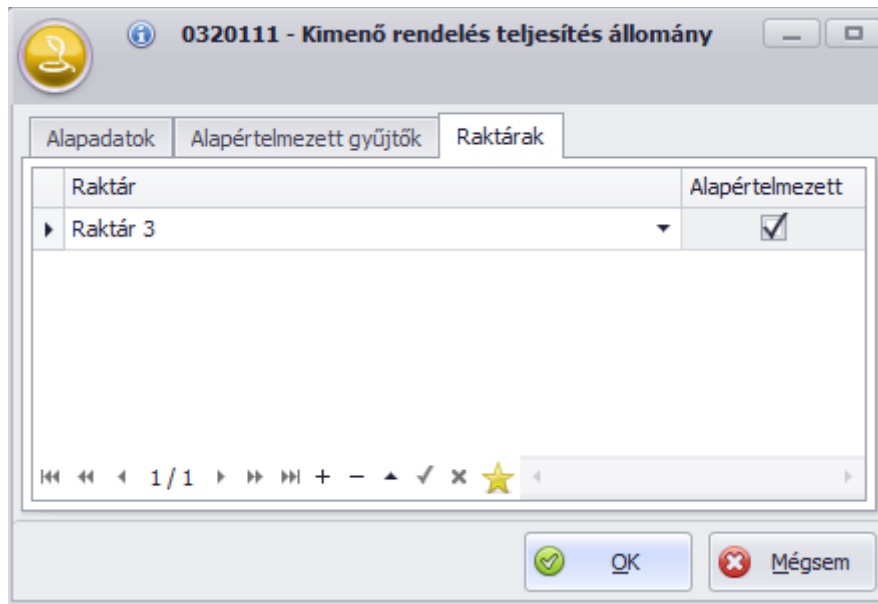 0320111 - Kimenő rendelés teljesítés állomány
Alapadatok Alapértelmezett gyűjtők Raktárak
Raktár Alapértelmezett
Raktár 3
1 / 1
OK Mégsem